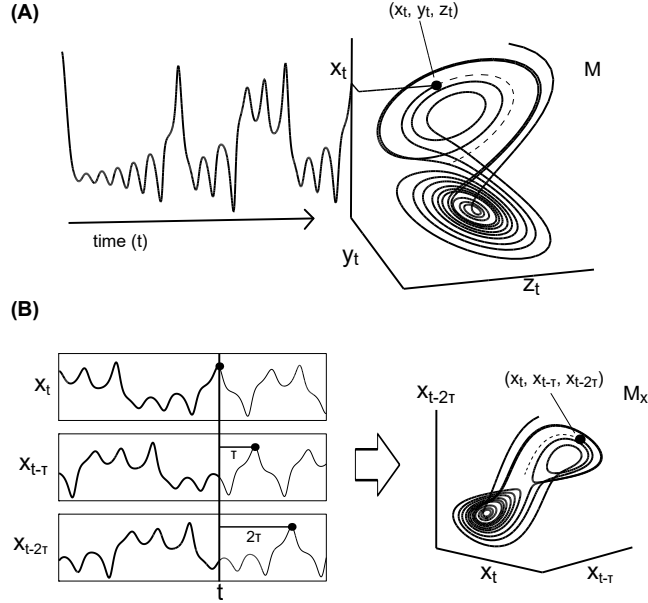 (A)
(xₜ, yₜ, zₜ)
xₜ
M
time (t)
yₜ
zₜ
(B)
xₜ
xₜ₋τ
τ
xₜ₋₂τ
2τ
t
(xₜ, xₜ₋τ, xₜ₋₂τ)
xₜ₋₂τ
Mₓ
xₜ
xₜ₋τ